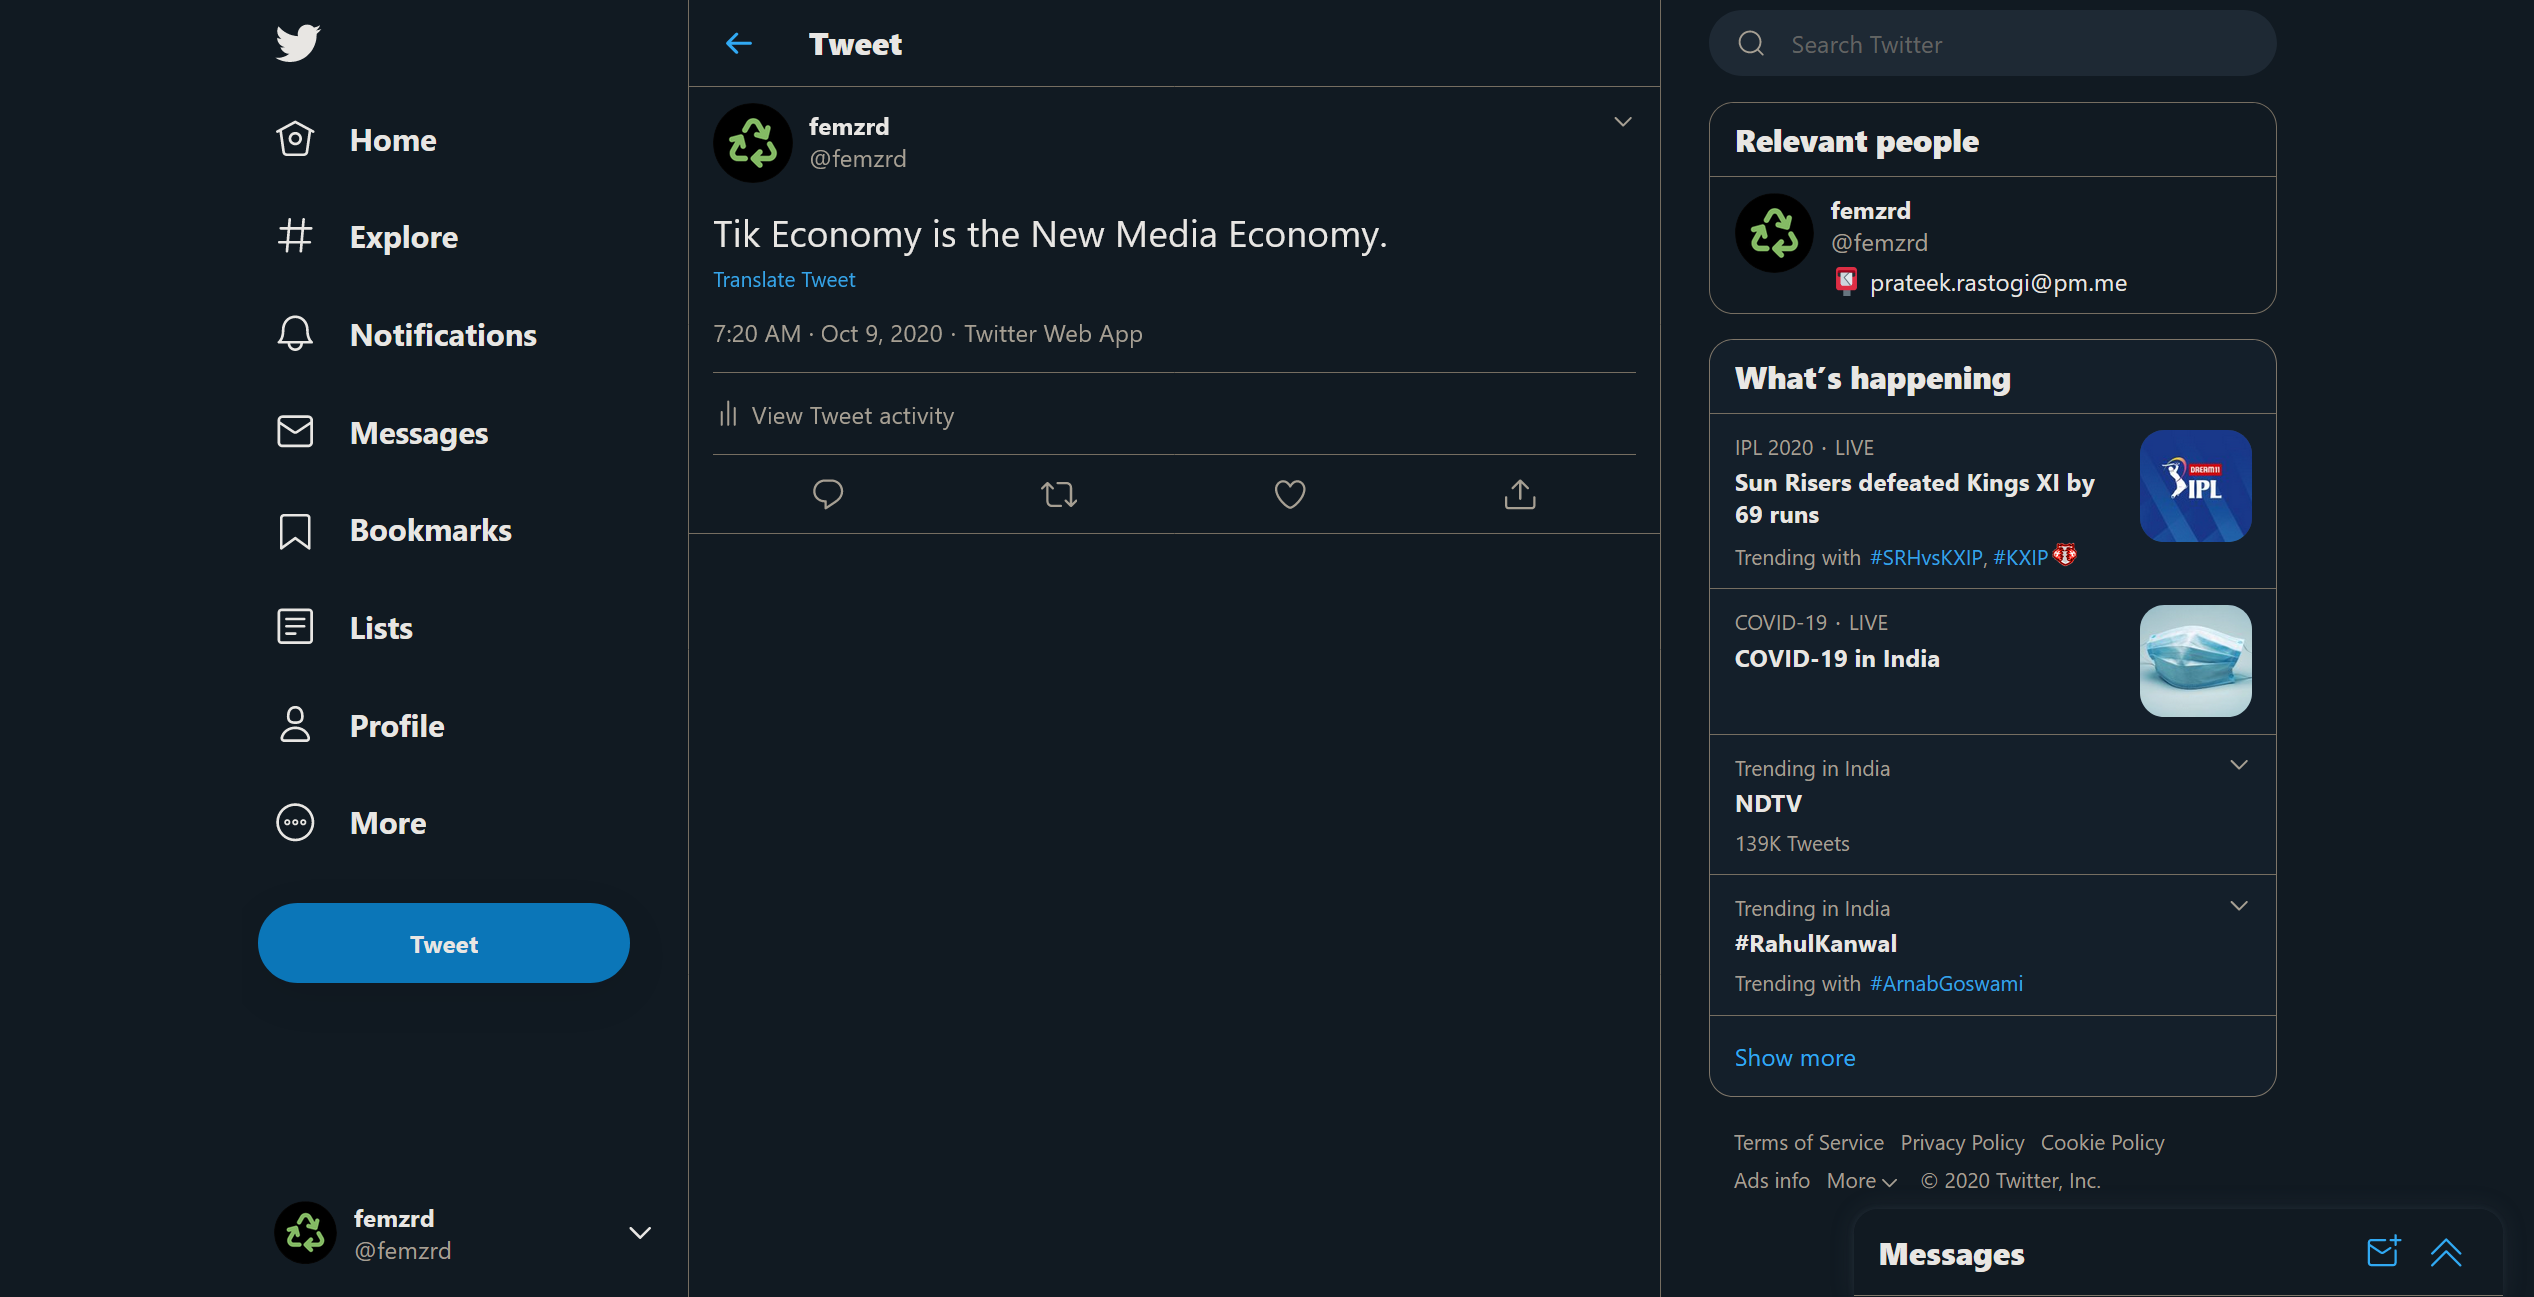 Home
Explore
Notifications
Messages
Bookmarks
Lists
Profile
More
Tweet
femzrd
@femzrd
Tweet
femzrd
@femzrd
Tik Economy is the New Media Economy.
Translate Tweet
7:20 AM · Oct 9, 2020 · Twitter Web App
View Tweet activity
Search Twitter
Relevant people
femzrd
@femzrd
prateek.rastogi@pm.me
What's happening
IPL 2020 · LIVE
Sun Risers defeated Kings XI by
69 runs
Trending with #SRHvsKXIP, #KXIP
DREAM11
IPL
COVID-19 · LIVE
COVID-19 in India
Trending in India
NDTV
139K Tweets
Trending in India
#RahulKanwal
Trending with #ArnabGoswami
Show more
Terms of Service Privacy Policy Cookie Policy
Ads info More © 2020 Twitter, Inc.
Messages